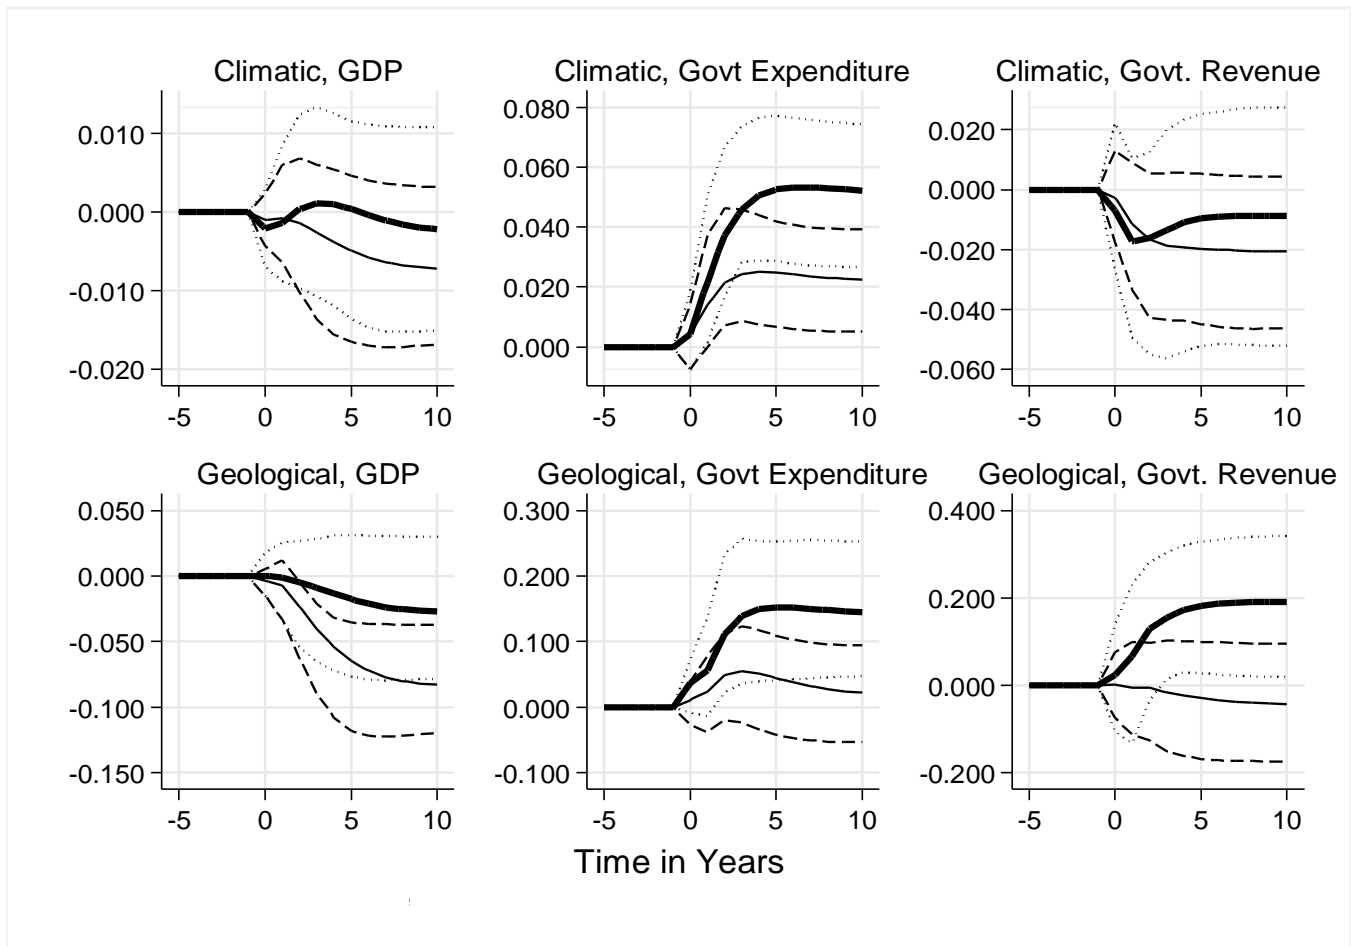 Climatic, GDP
Climatic, Govt Expenditure
Climatic, Govt. Revenue
0.010
0.000
-0.010
-0.020
-5 0 5 10
0.080
0.060
0.040
0.020
0.000
-5 0 5 10
0.020
0.000
-0.020
-0.040
-0.060
-5 0 5 10
Geological, GDP
Geological, Govt Expenditure
Geological, Govt. Revenue
0.050
0.000
-0.050
-0.100
-0.150
-5 0 5 10
0.300
0.200
0.100
0.000
-0.100
-5 0 5 10
0.400
0.200
0.000
-0.200
-5 0 5 10
Time in Years